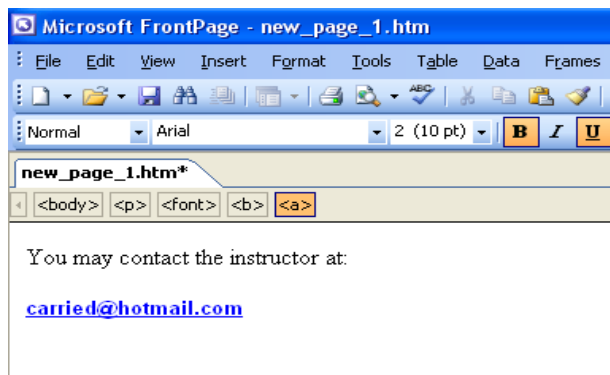 Microsoft FrontPage - new_page_1.htm
File Edit View Insert Format Tools Table Data Frames
ABC
Normal Arial 2 (10 pt) B I U
new_page_1.htm*
<body> <p> <font> <b> <a>
You may contact the instructor at:
carried@hotmail.com